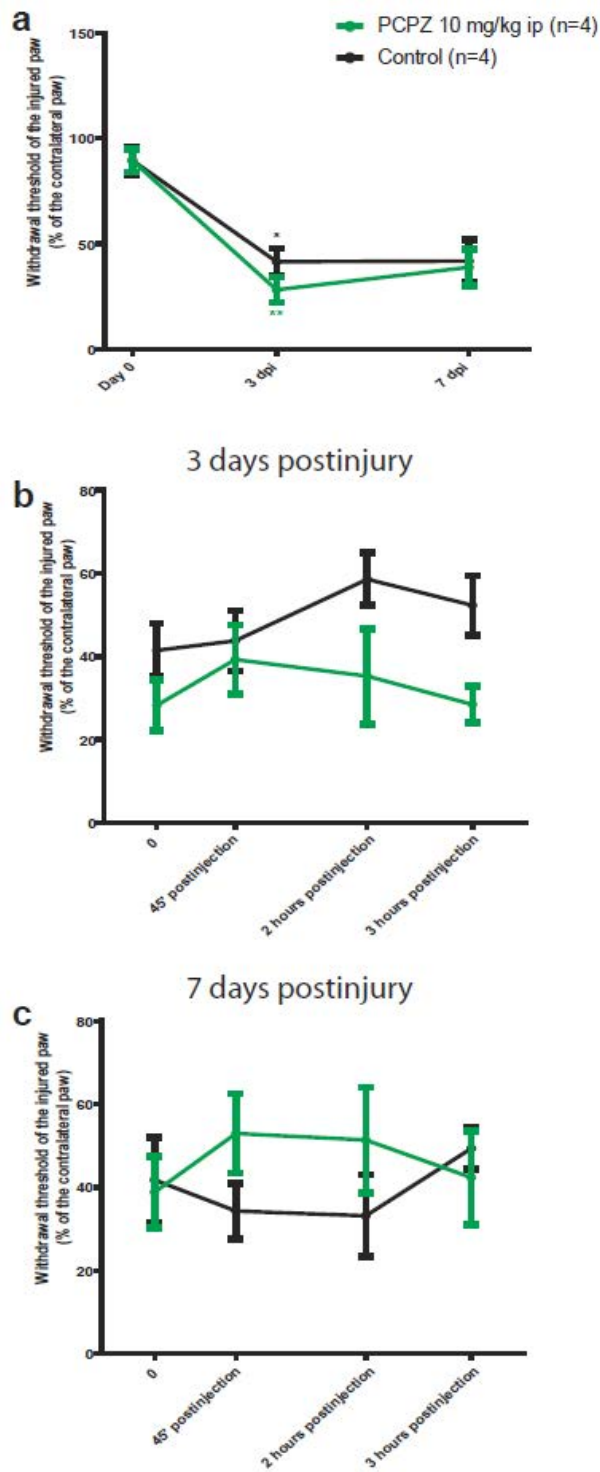 a
PCPZ 10 mg/kg ip (n=4)
Control (n=4)
Withdrawal threshold of the injured paw
(% of the contralateral paw)
150
100
50
0
*
**
Day 0
3 dpi
7 dpi
3 days postinjury
b
Withdrawal threshold of the injured paw
(% of the contralateral paw)
80
60
40
20
0
0
45' postinjection
2 hours postinjection
3 hours postinjection
7 days postinjury
c
Withdrawal threshold of the injured paw
(% of the contralateral paw)
80
60
40
20
0
0
45' postinjection
2 hours postinjection
3 hours postinjection